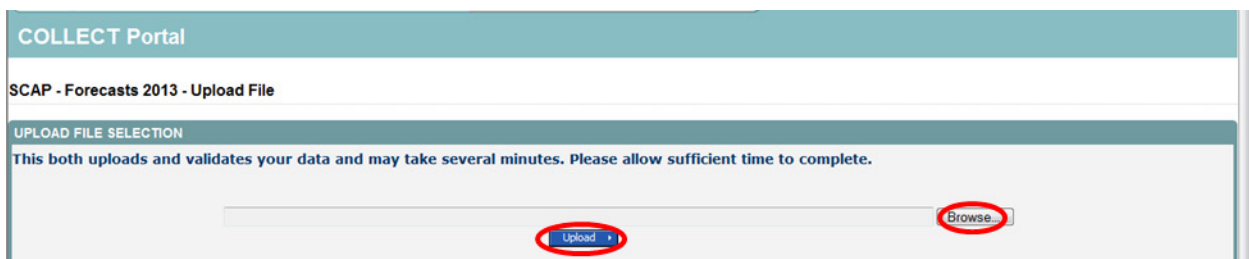 COLLECT Portal
SCAP - Forecasts 2013 - Upload File
UPLOAD FILE SELECTION
This both uploads and validates your data and may take several minutes. Please allow sufficient time to complete.
Browse...
Upload